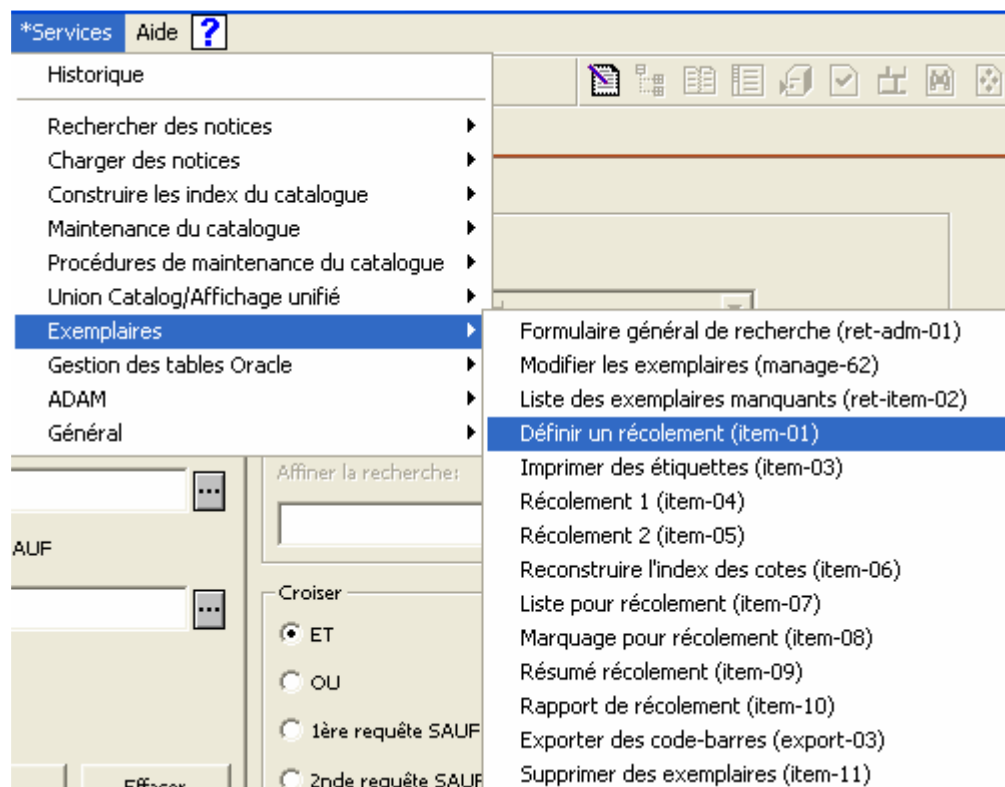 *Services Aide ?
Historique
Rechercher des notices
Charger des notices
Construire les index du catalogue
Maintenance du catalogue
Procédures de maintenance du catalogue
Union Catalog/Affichage unifié
Exemplaires
Gestion des tables Oracle
ADAM
Général
Formulaire général de recherche (ret-adm-01)
Modifier les exemplaires (manage-62)
Liste des exemplaires manquants (ret-item-02)
Définir un récolement (item-01)
Imprimer des étiquettes (item-03)
Récolement 1 (item-04)
Récolement 2 (item-05)
Reconstruire l'index des cotes (item-06)
Liste pour récolement (item-07)
Marquage pour récolement (item-08)
Résumé récolement (item-09)
Rapport de récolement (item-10)
Exporter des code-barres (export-03)
Supprimer des exemplaires (item-11)
...
AUF
...
Affiner la recherche:
Croiser
ET
OU
1ère requête SAUF
2nde requête SAUF
Effacer